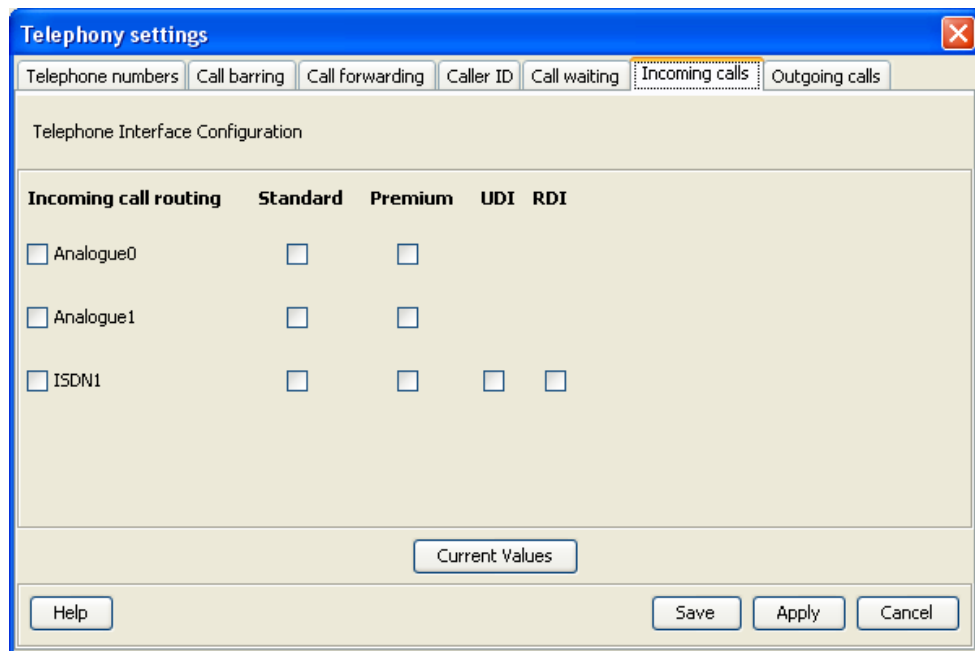 Telephony settings
Telephone numbers Call barring Call forwarding Caller ID Call waiting Incoming calls Outgoing calls
Telephone Interface Configuration
Incoming call routing Standard Premium UDI RDI
Analogue0
Analogue1
ISDN1
Current Values
Help Save Apply Cancel